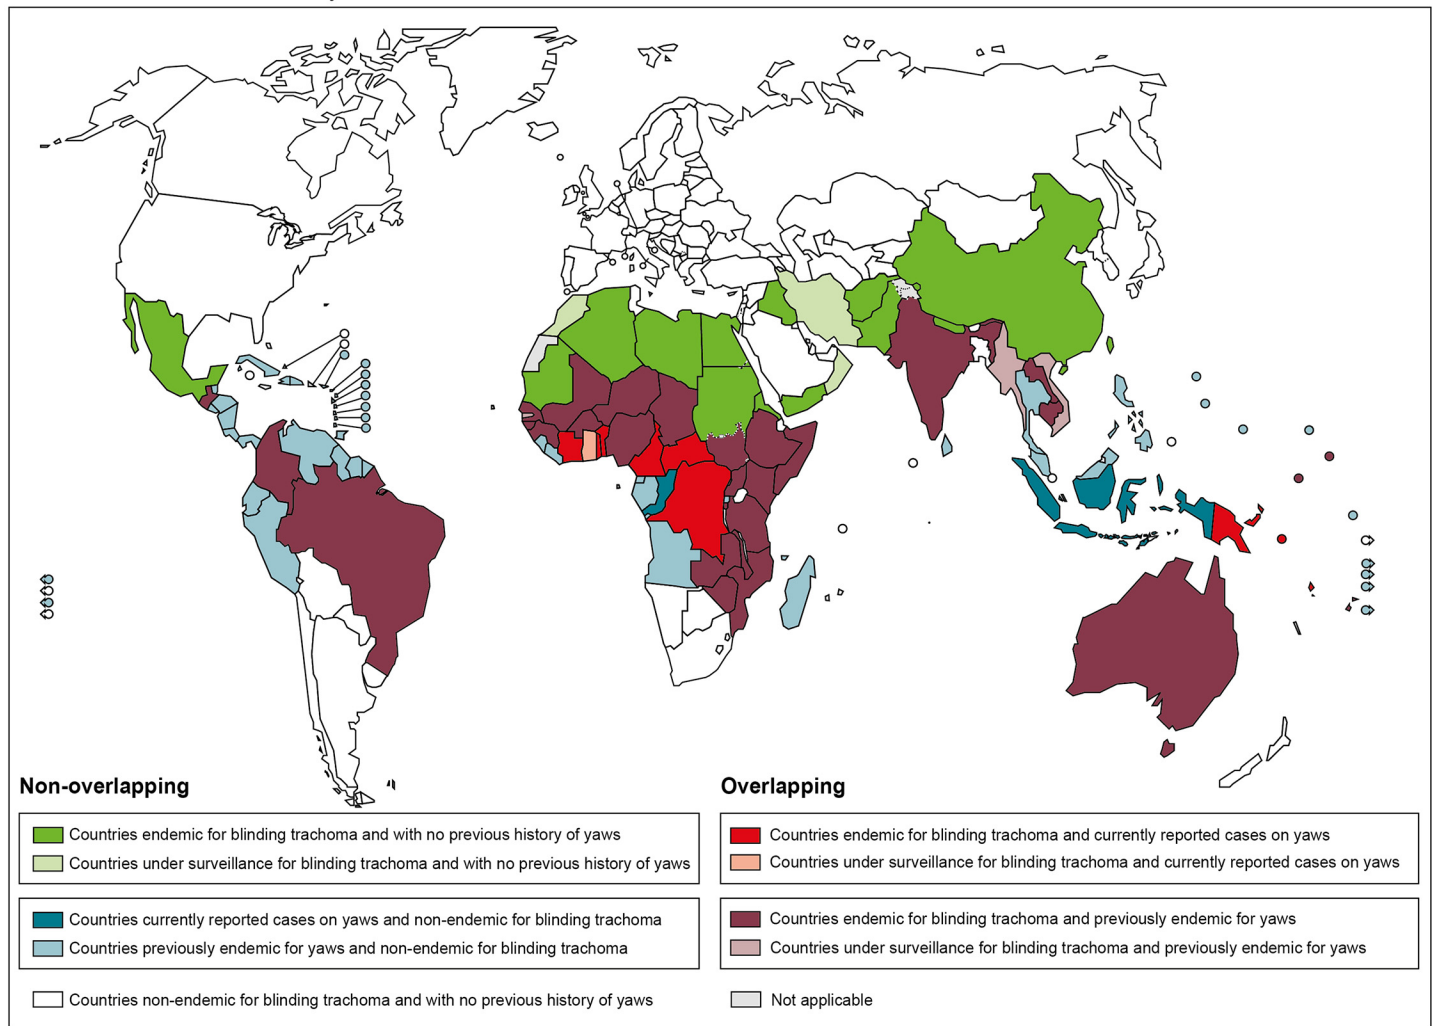 Non-overlapping
Countries endemic for blinding trachoma and with no previous history of yaws
Countries under surveillance for blinding trachoma and with no previous history of yaws
Countries currently reported cases on yaws and non-endemic for blinding trachoma
Countries previously endemic for yaws and non-endemic for blinding trachoma
Countries non-endemic for blinding trachoma and with no previous history of yaws
Overlapping
Countries endemic for blinding trachoma and currently reported cases on yaws
Countries under surveillance for blinding trachoma and currently reported cases on yaws
Countries endemic for blinding trachoma and previously endemic for yaws
Countries under surveillance for blinding trachoma and previously endemic for yaws
Not applicable